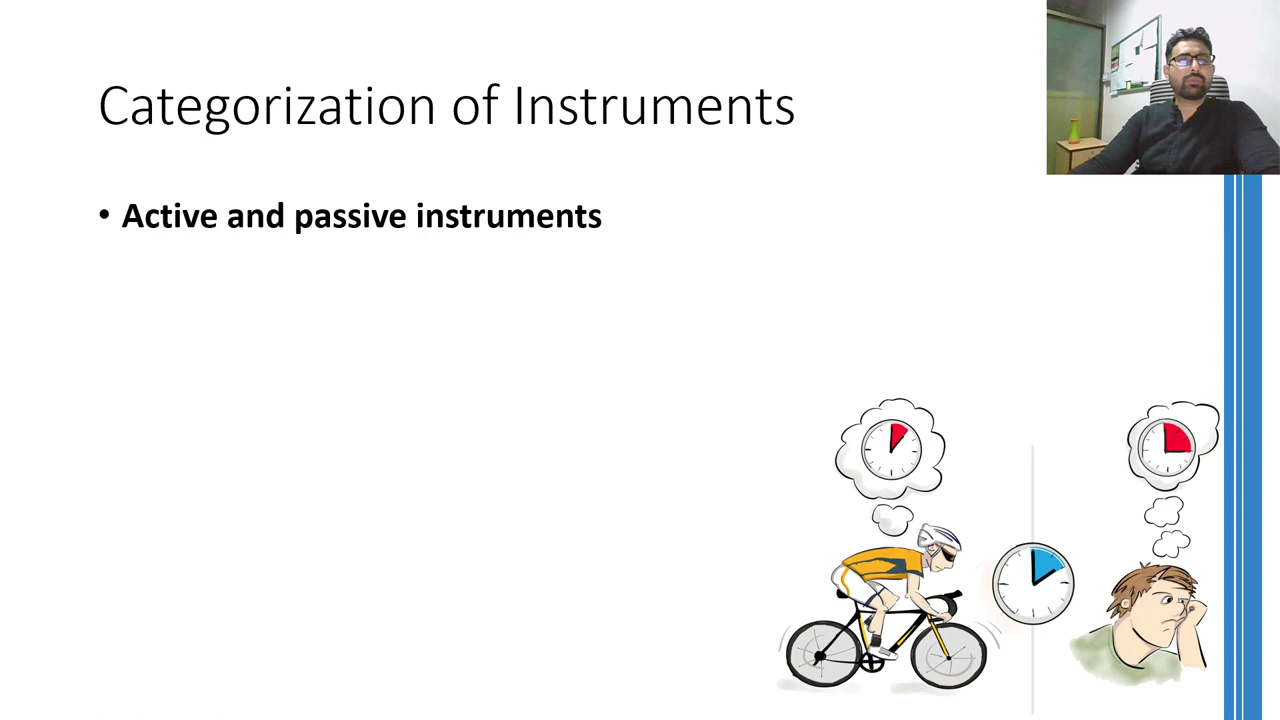 Categorization of Instruments
• Active and passive instruments